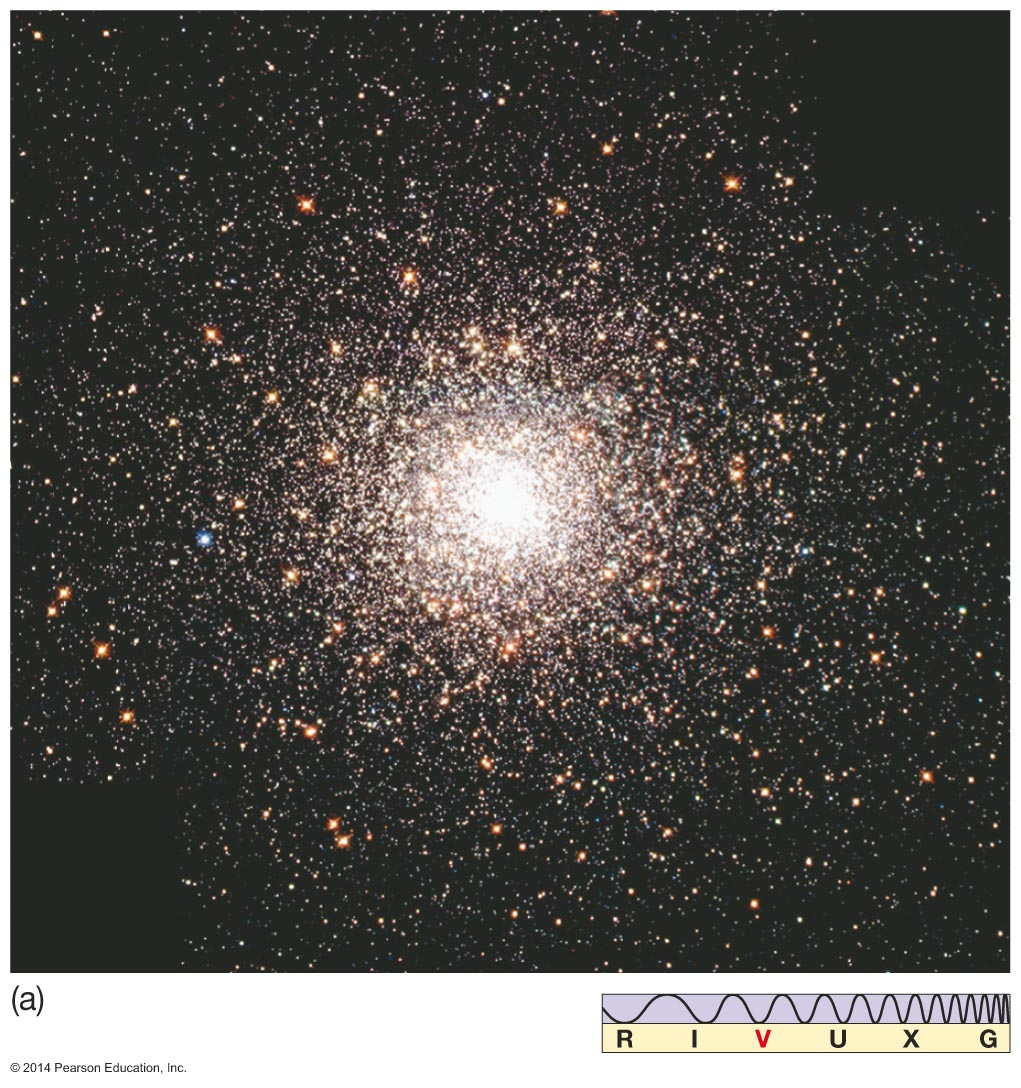 (a)
R I V U X G
© 2014 Pearson Education, Inc.